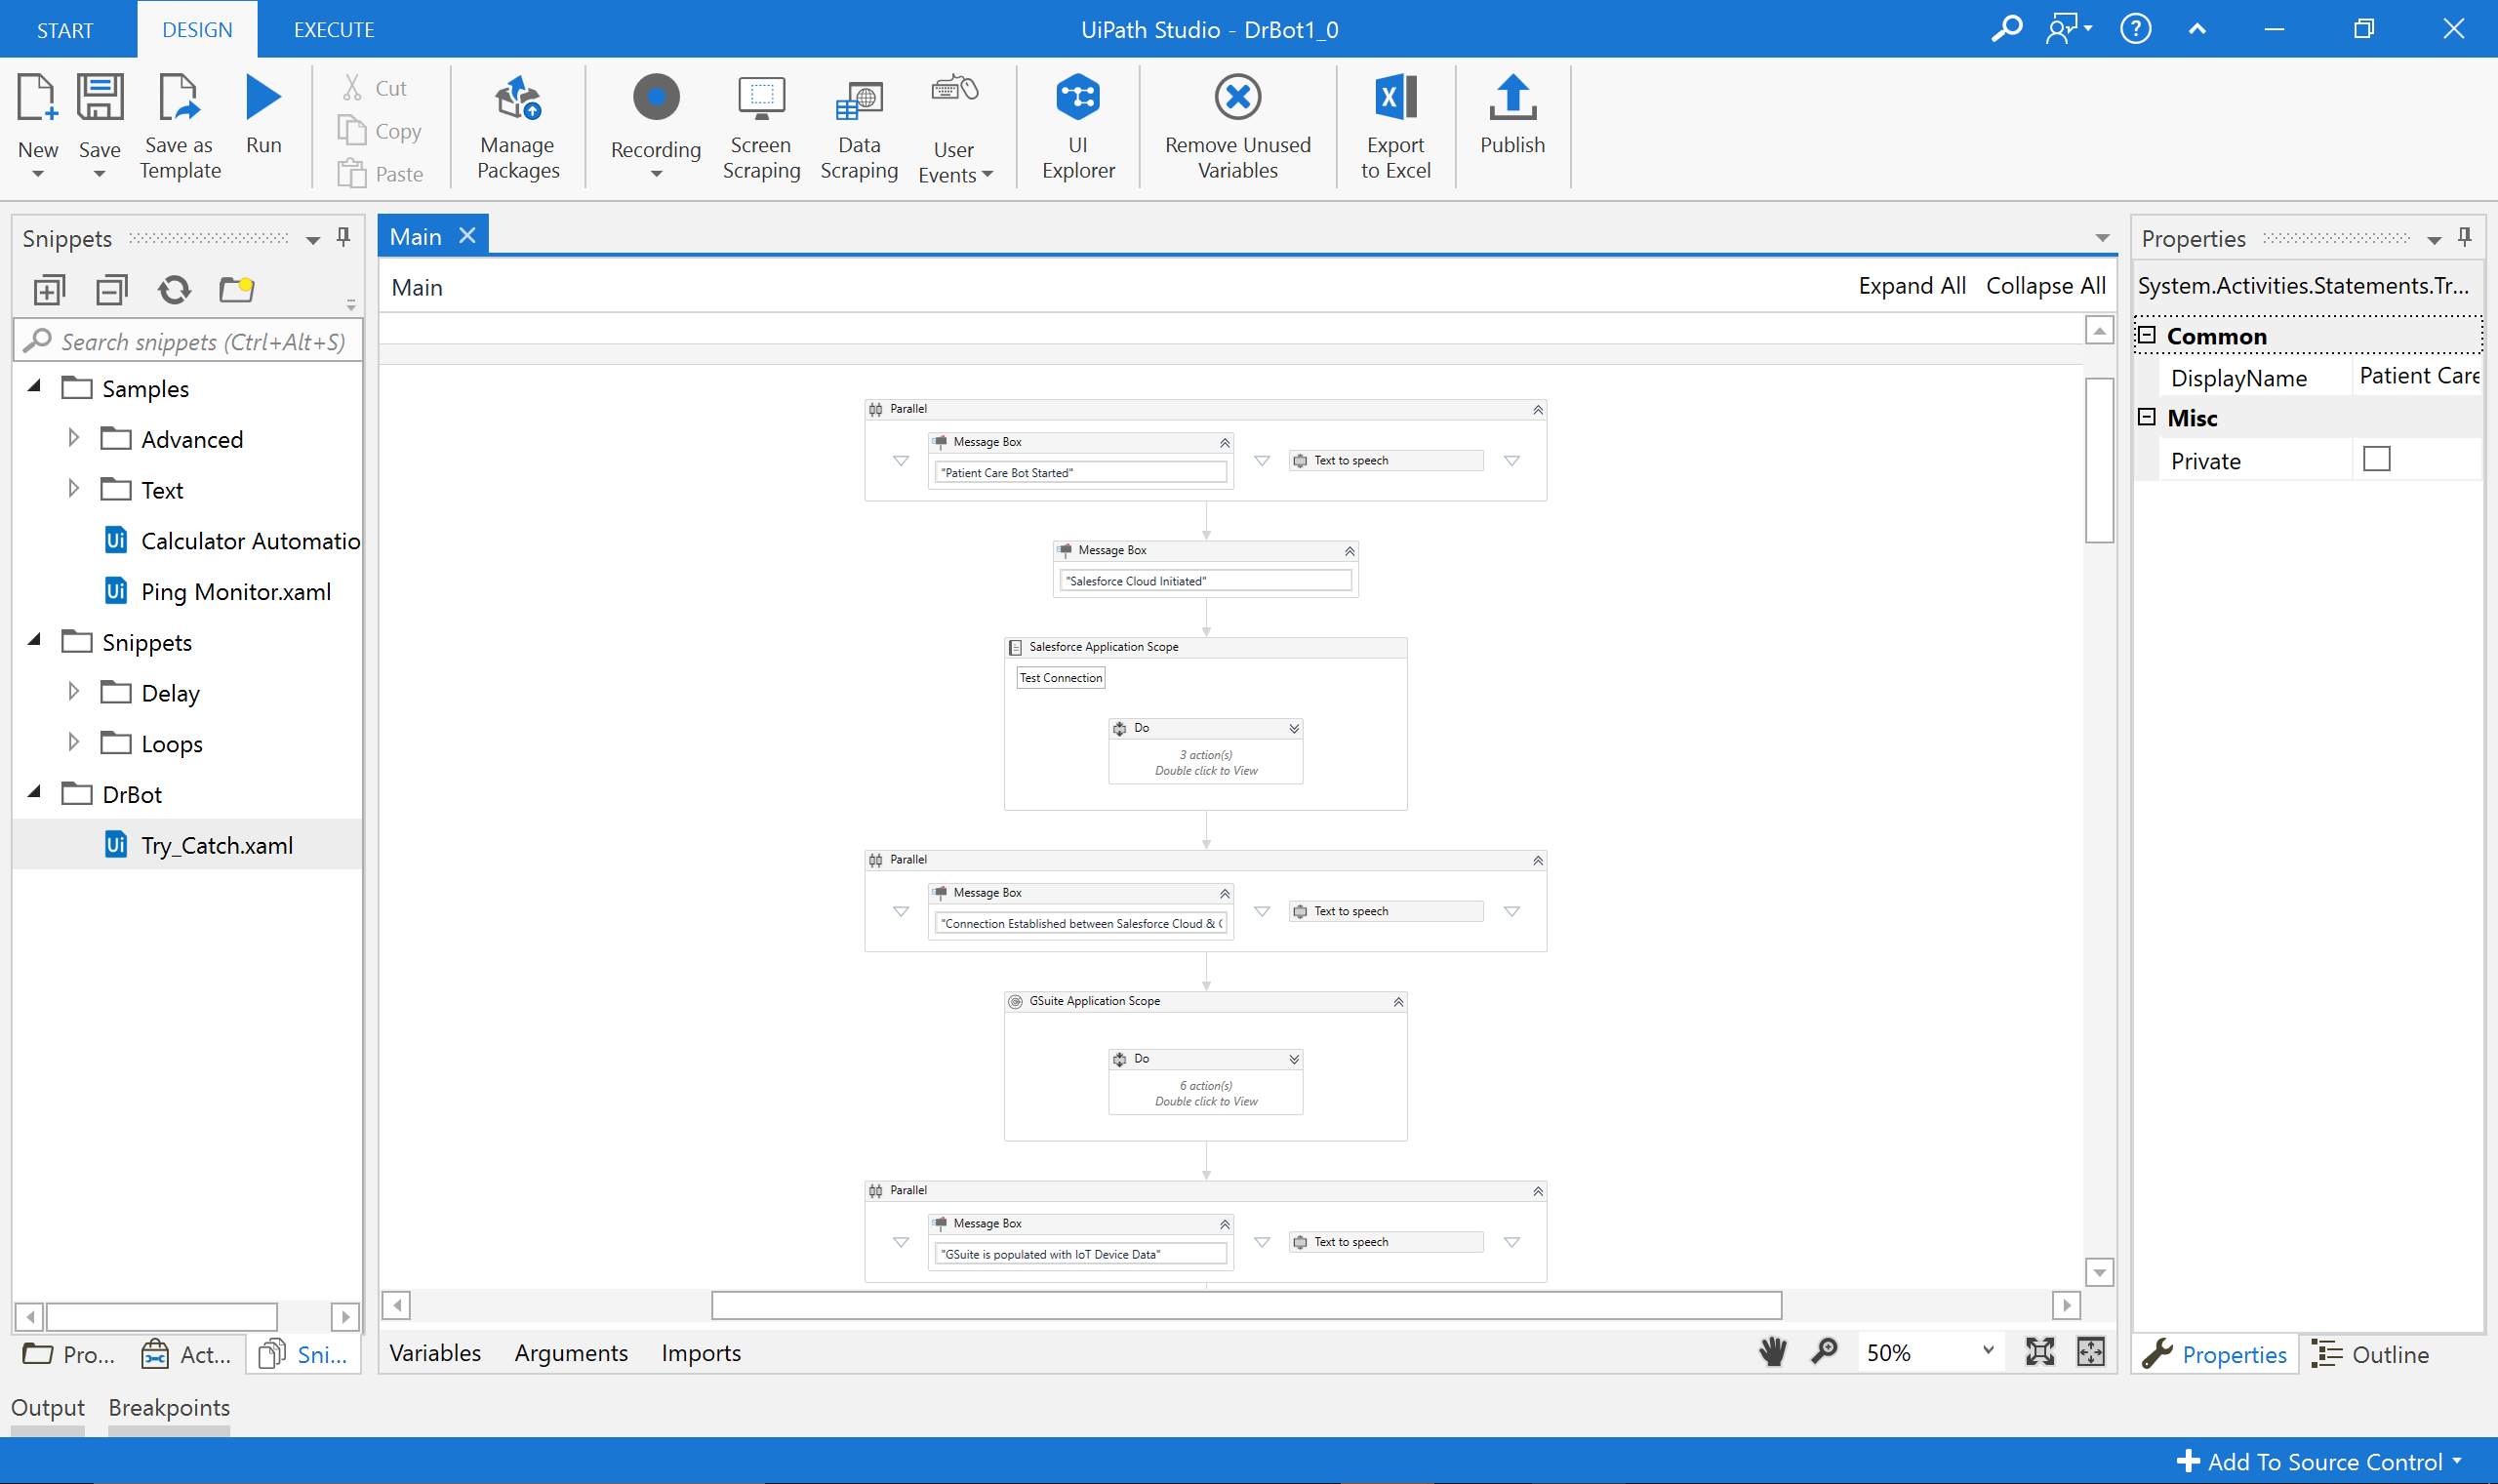 START
DESIGN
EXECUTE
UiPath Studio - DrBot1_0
New
Save
Save as
Template
Run
Cut
Copy
Paste
Manage
Packages
Recording
Screen
Scraping
Data
Scraping
User
Events
UI
Explorer
Remove Unused
Variables
Export
to Excel
Publish
Snippets
Search snippets (Ctrl+Alt+S)
Samples
Advanced
Text
Calculator Automatio
Ping Monitor.xaml
Snippets
Delay
Loops
DrBot
Try_Catch.xaml
Pro...
Act...
Sni...
Main
Main
Expand All
Collapse All
Parallel
Message Box
"Patient Care Bot Started"
Text to speech
Message Box
"Salesforce Cloud Initiated"
Salesforce Application Scope
Test Connection
Do
3 action(s)
Double click to View
Parallel
Message Box
"Connection Established between Salesforce Cloud &
Text to speech
GSuite Application Scope
Do
6 action(s)
Double click to View
Parallel
Message Box
"GSuite is populated with IoT Device Data"
Text to speech
Variables
Arguments
Imports
50%
Properties
System.Activities.Statements.Tr...
Common
DisplayName
Patient Care
Misc
Private
Properties
Outline
Output
Breakpoints
Add To Source Control